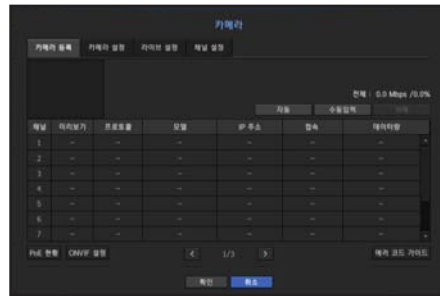 카메라
카메라 등록 카메라 설정 라이브 설정 채널 설정
전체 : 0.0 Mbps /0.0%
자동 수동입력 삭제
채널 미리보기 프로토콜 모델 IP 주소 접속 데이터량
1 -- -- -- -- -- --
2 -- -- -- -- -- --
3 -- -- -- -- -- --
4 -- -- -- -- -- --
5 -- -- -- -- -- --
6 -- -- -- -- -- --
7 -- -- -- -- -- --
PoE 현황 ONVIF 설정 < 1/3 > 에러 코드 가이드
확인 취소